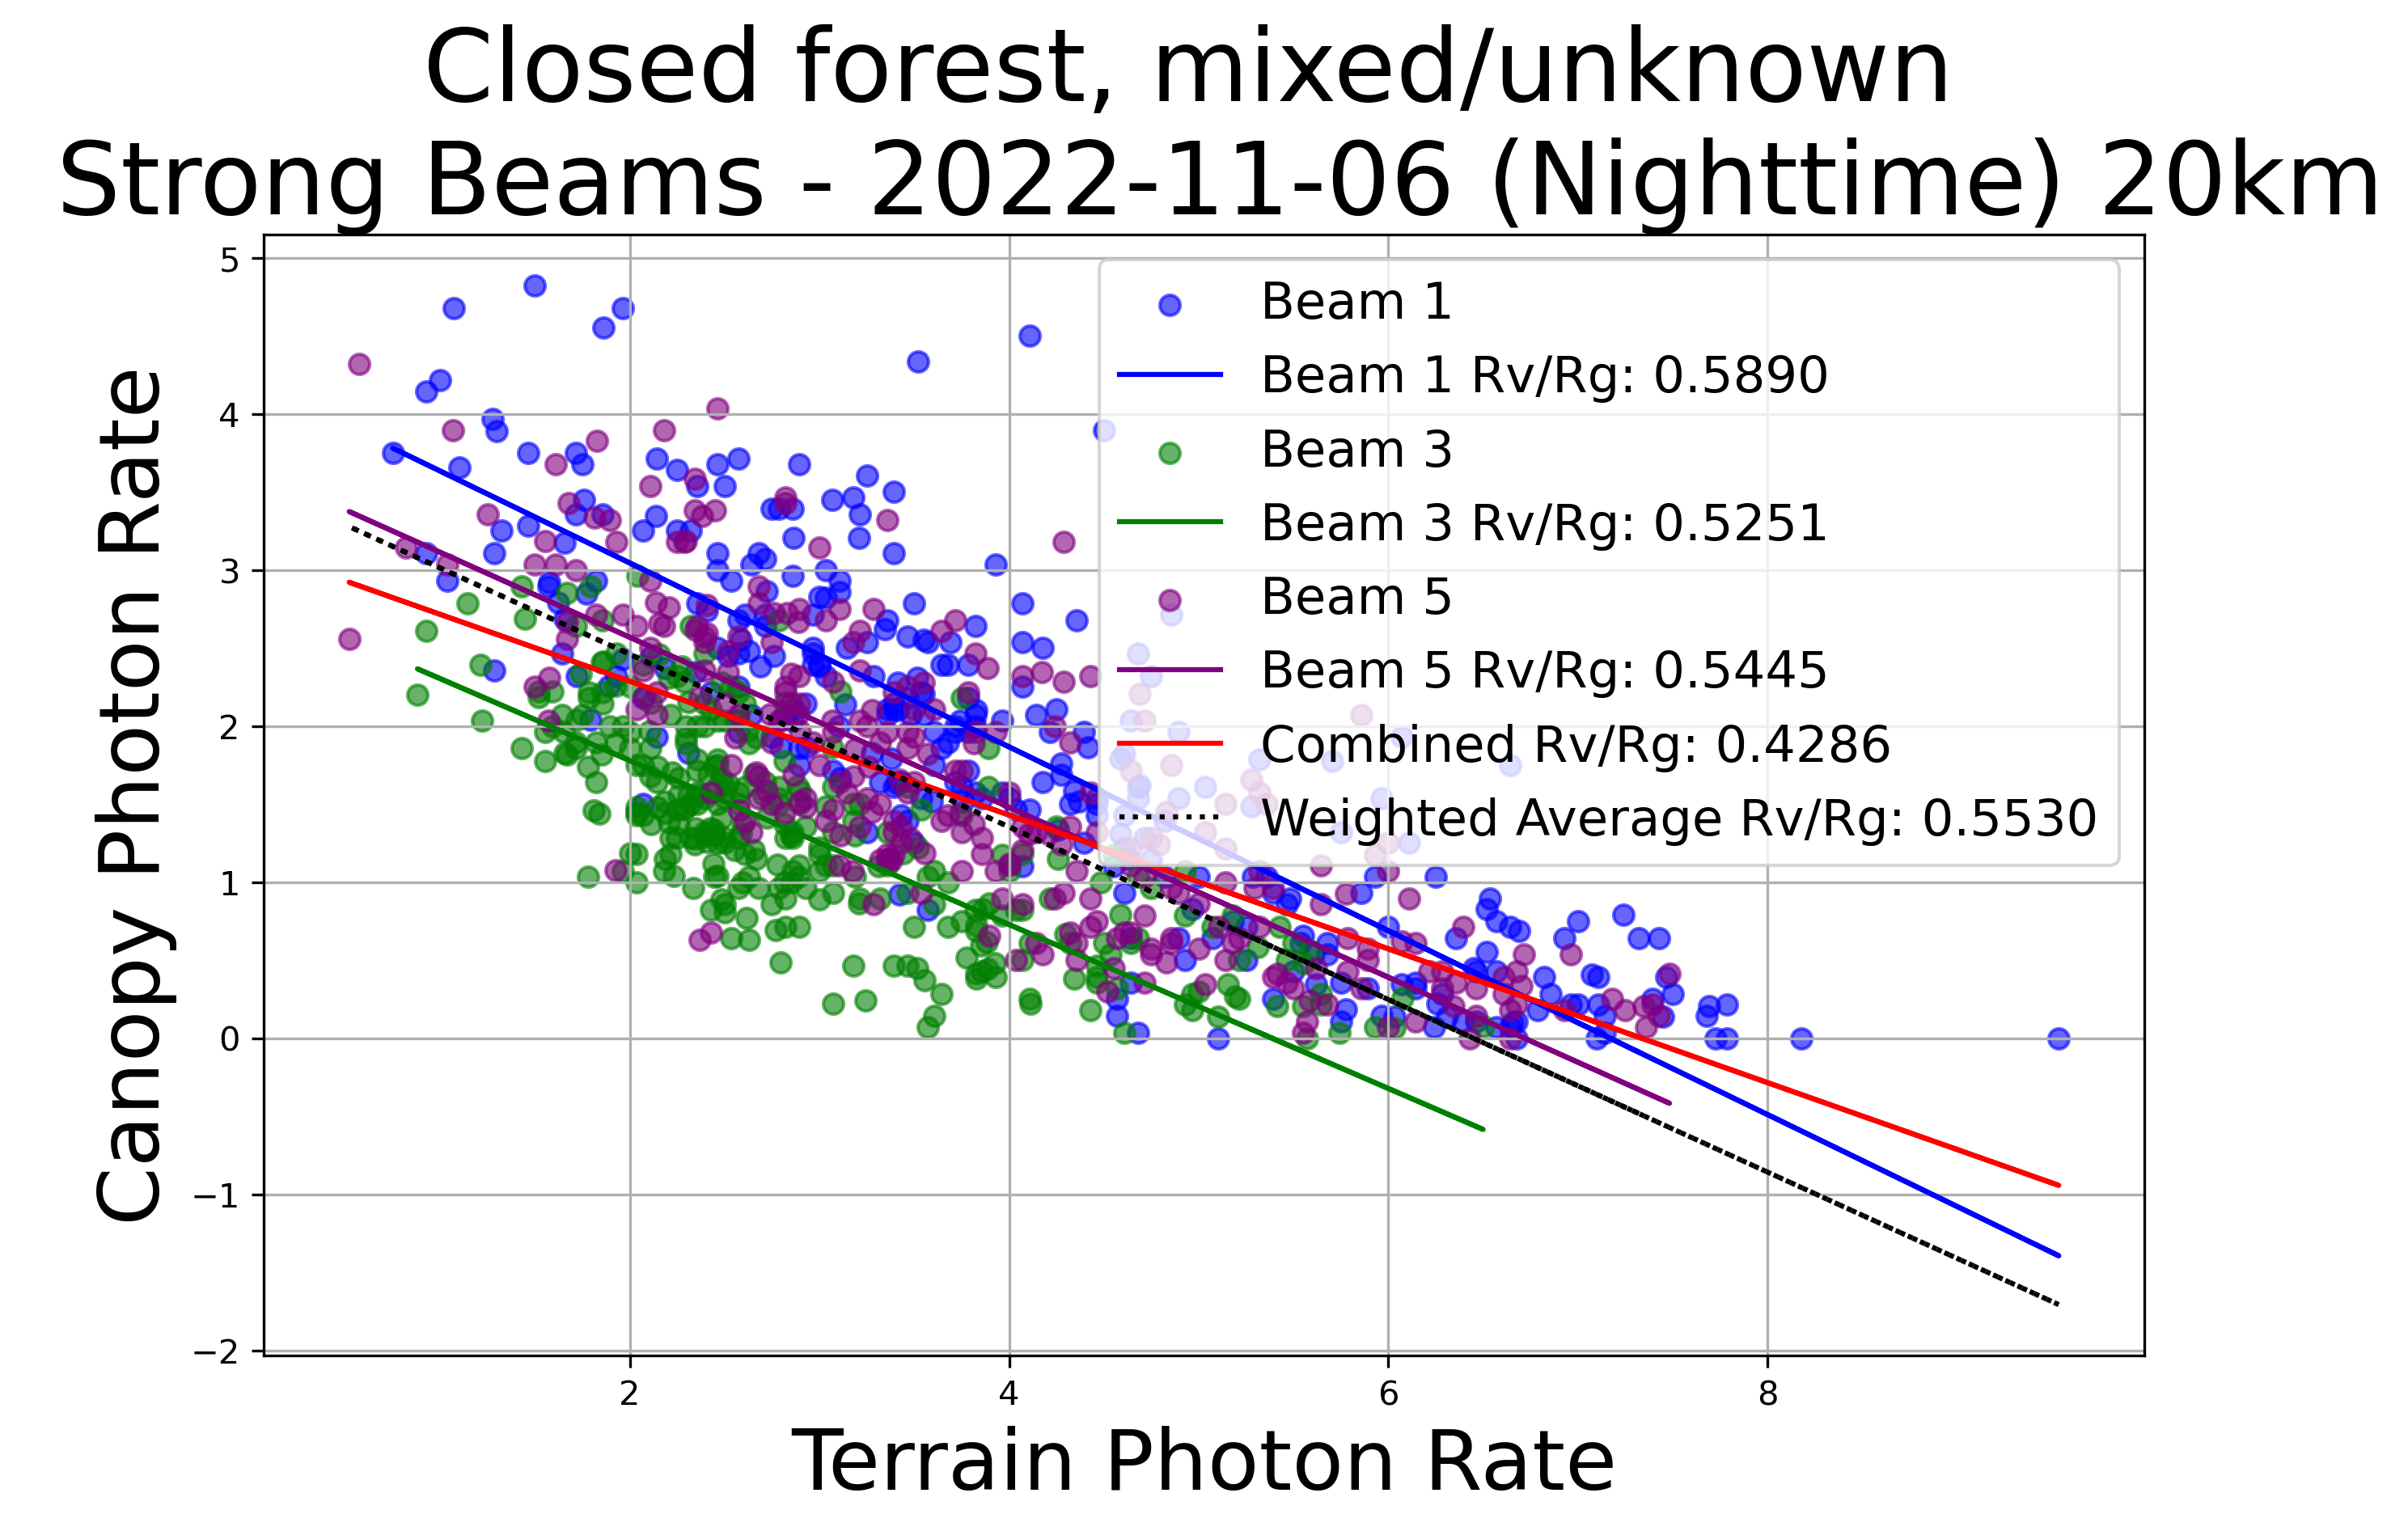 Closed forest, mixed/unknown
Strong Beams - 2022-11-06 (Nighttime) 20km
Canopy Photon Rate
5
4
3
2
1
0
−1
−2
Beam 1
Beam 1 Rv/Rg: 0.5890
Beam 3
Beam 3 Rv/Rg: 0.5251
Beam 5
Beam 5 Rv/Rg: 0.5445
Combined Rv/Rg: 0.4286
Weighted Average Rv/Rg: 0.5530
2 4 6 8
Terrain Photon Rate